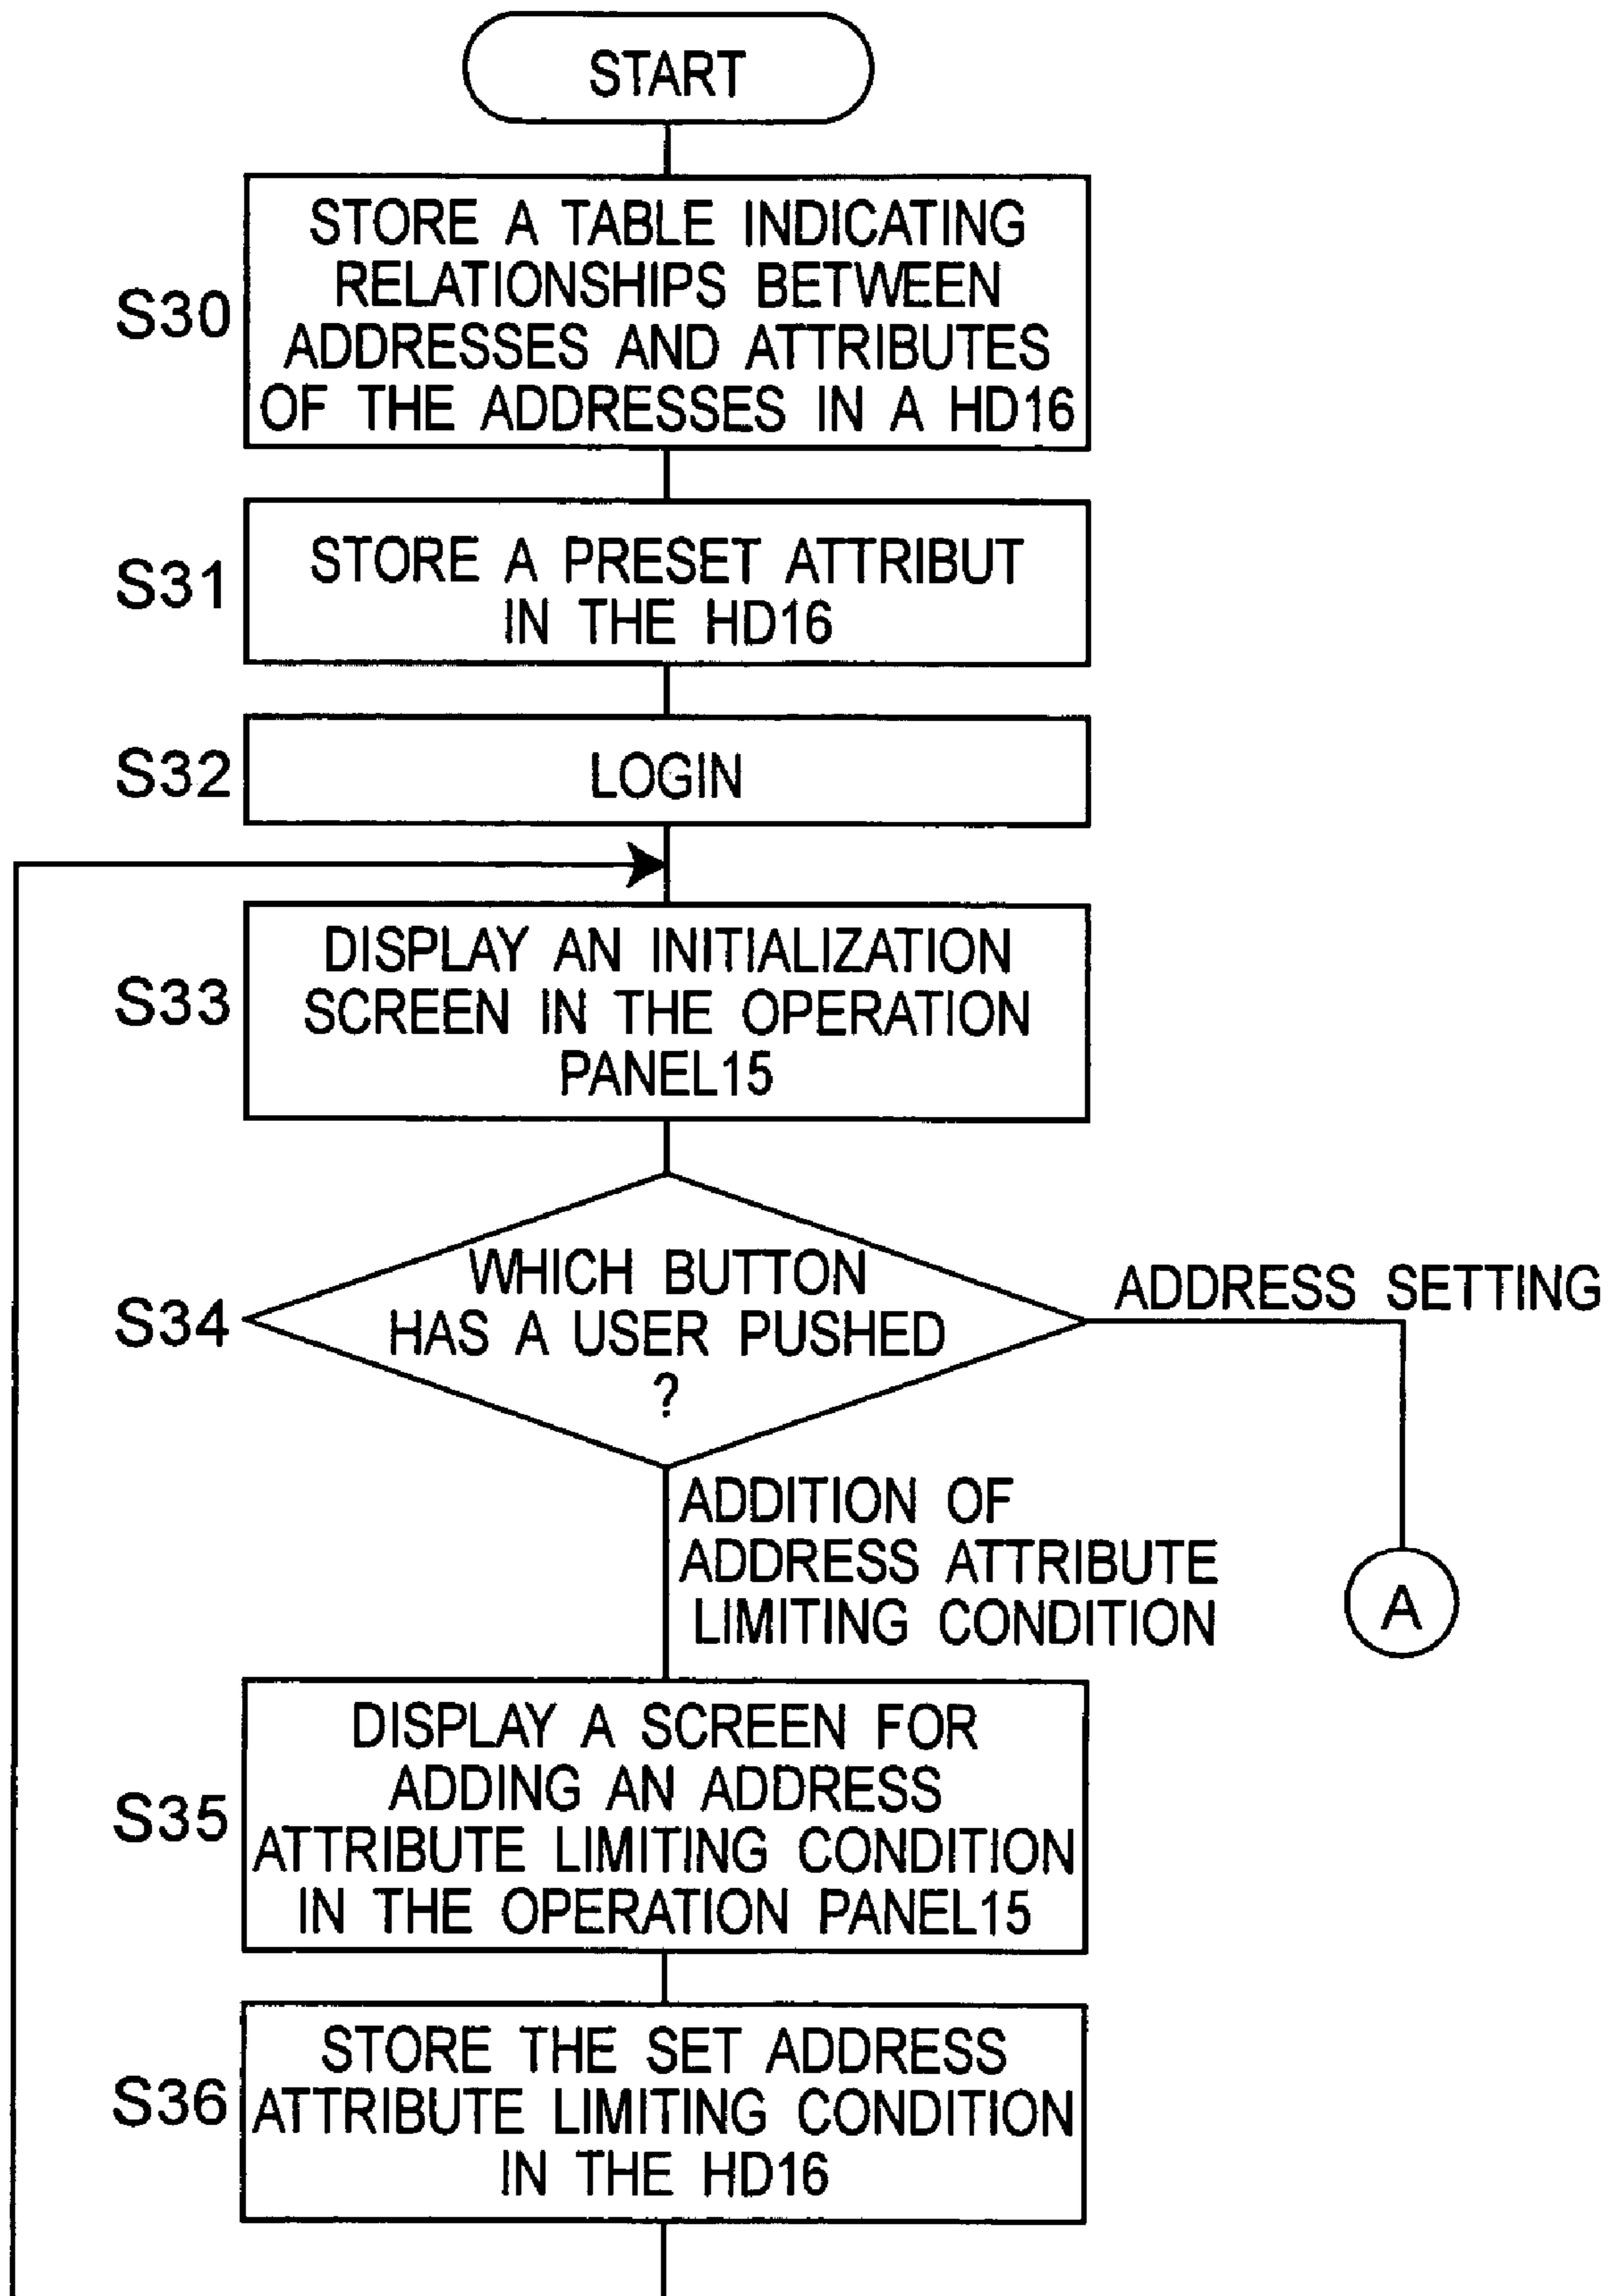 START
S30
STORE A TABLE INDICATING
RELATIONSHIPS BETWEEN
ADDRESSES AND ATTRIBUTES
OF THE ADDRESSES IN A HD16
S31
STORE A PRESET ATTRIBUT
IN THE HD16
S32
LOGIN
S33
DISPLAY AN INITIALIZATION
SCREEN IN THE OPERATION
PANEL15
S34
WHICH BUTTON
HAS A USER PUSHED
?
ADDRESS SETTING
A
ADDITION OF
ADDRESS ATTRIBUTE
LIMITING CONDITION
S35
DISPLAY A SCREEN FOR
ADDING AN ADDRESS
ATTRIBUTE LIMITING CONDITION
IN THE OPERATION PANEL15
S36
STORE THE SET ADDRESS
ATTRIBUTE LIMITING CONDITION
IN THE HD16